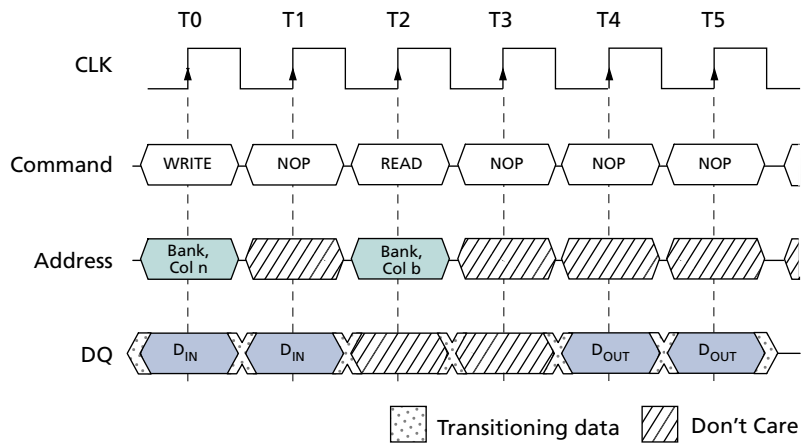 T0 T1 T2 T3 T4 T5
CLK
Command WRITE NOP READ NOP NOP NOP
Address Bank, Col n Bank, Col b
DQ DIN DIN DOUT DOUT
Transitioning data Don't Care